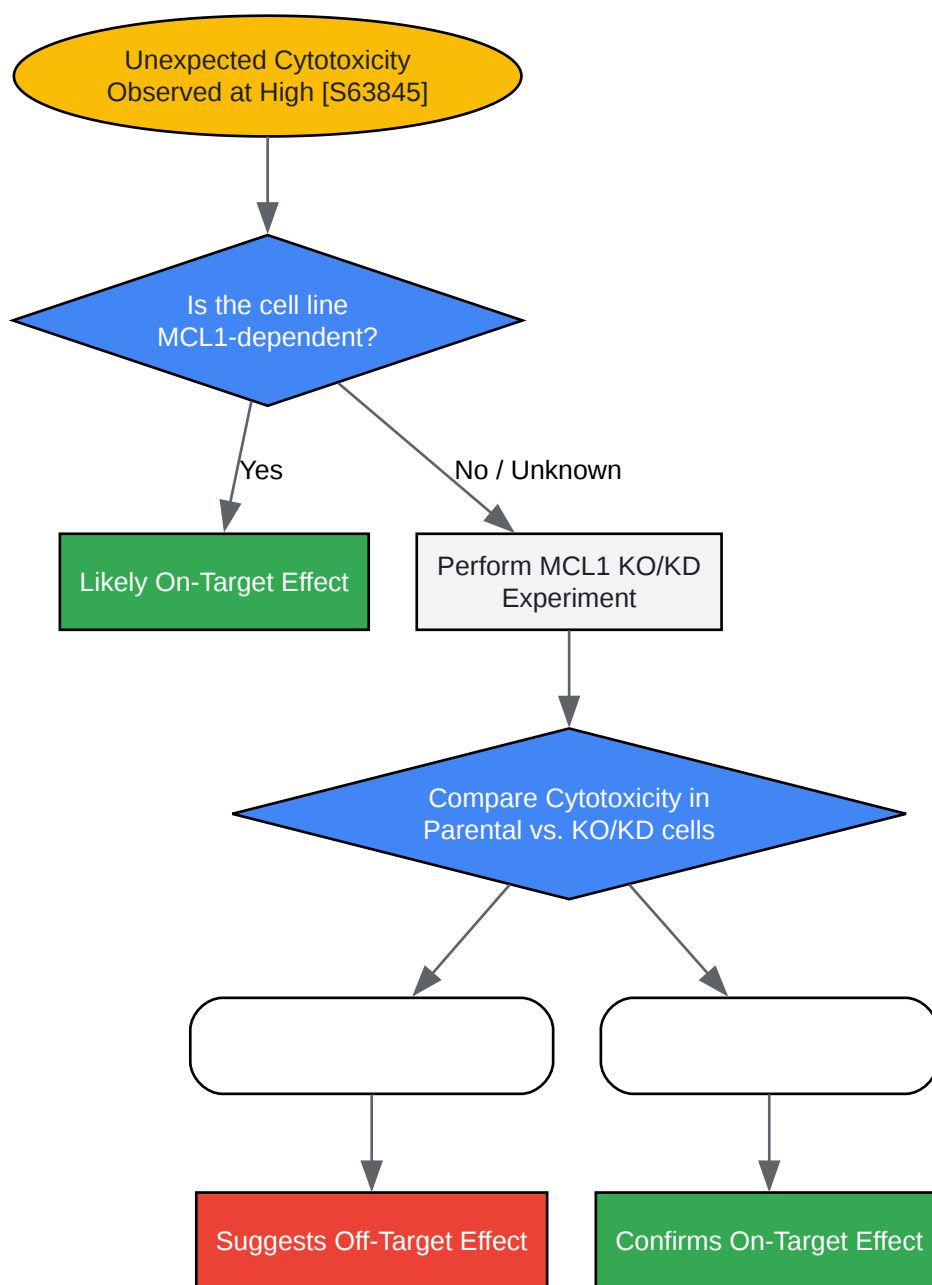 Unexpected Cytotoxicity
Observed at High [S63845]
Is the cell line
MCL1-dependent?
Yes
No / Unknown
Likely On-Target Effect
Perform MCL1 KO/KD
Experiment
Compare Cytotoxicity in
Parental vs. KO/KD cells
Suggests Off-Target Effect
Confirms On-Target Effect